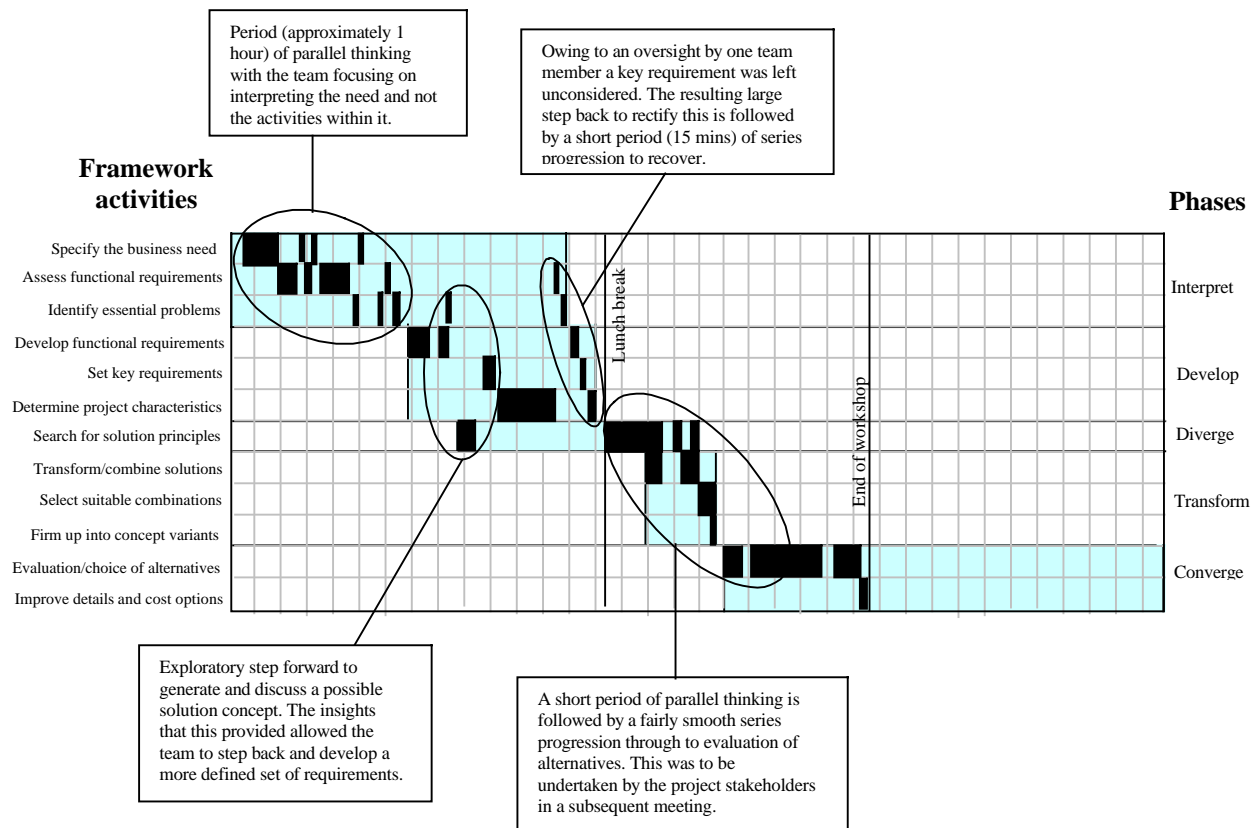 Period (approximately 1
hour) of parallel thinking
with the team focusing on
interpreting the need and not
the activities within it.
Owing to an oversight by one team
member a key requirement was left
unconsidered. The resulting large
step back to rectify this is followed
by a short period (15 mins) of series
progression to recover.
Framework
activities
Phases
Specify the business need
Assess functional requirements
Identify essential problems
Develop functional requirements
Set key requirements
Determine project characteristics
Search for solution principles
Transform/combine solutions
Select suitable combinations
Firm up into concept variants
Evaluation/choice of alternatives
Improve details and cost options
Lunch break
End of workshop
Interpret
Develop
Diverge
Transform
Converge
Exploratory step forward to
generate and discuss a possible
solution concept. The insights
that this provided allowed the
team to step back and develop a
more defined set of requirements.
A short period of parallel thinking is
followed by a fairly smooth series
progression through to evaluation of
alternatives. This was to be
undertaken by the project stakeholders
in a subsequent meeting.